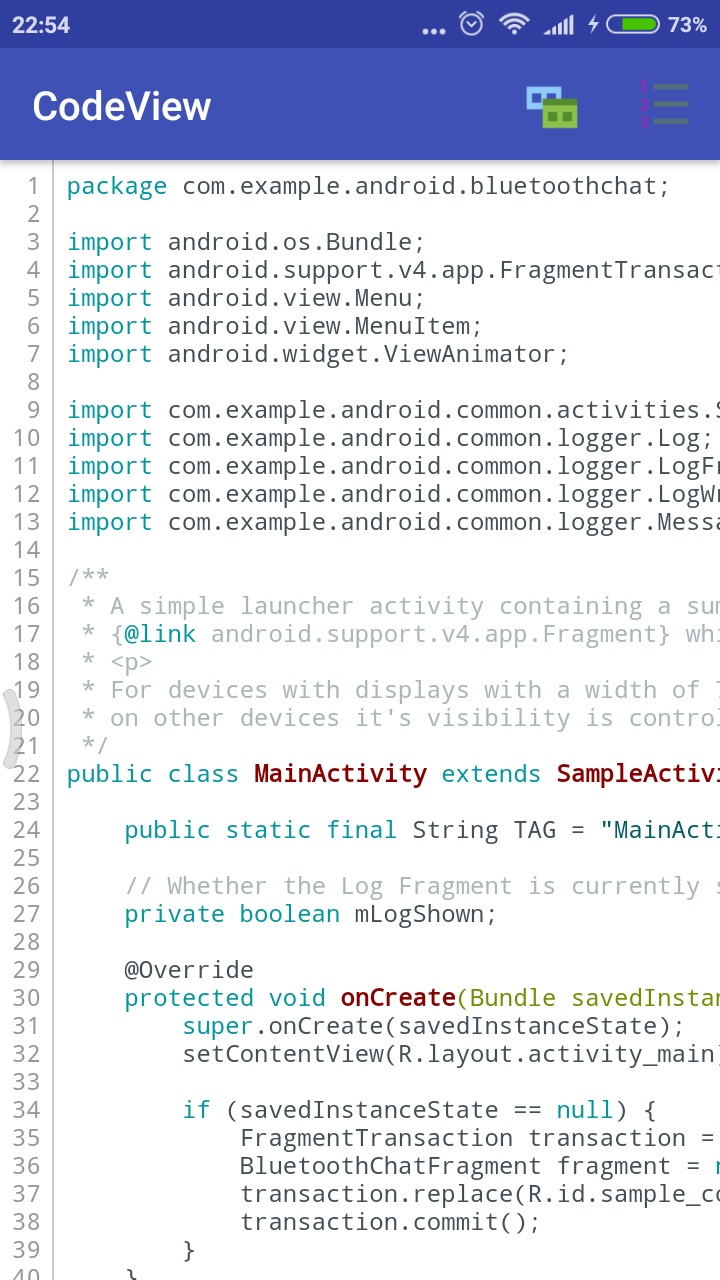 22:54 ... 73%
CodeView
1 package com.example.android.bluetoothchat;
2
3 import android.os.Bundle;
4 import android.support.v4.app.FragmentTransact
5 import android.view.Menu;
6 import android.view.MenuItem;
7 import android.widget.ViewAnimator;
8
9 import com.example.android.common.activities.S
10 import com.example.android.common.logger.Log;
11 import com.example.android.common.logger.LogFr
12 import com.example.android.common.logger.LogWr
13 import com.example.android.common.logger.Messa
14
15 /**
16  * A simple launcher activity containing a sum
17  * {@link android.support.v4.app.Fragment} whi
18  * <p>
19  * For devices with displays with a width of 7
20  * on other devices it's visibility is control
21  */
22 public class MainActivity extends SampleActivi
23
24     public static final String TAG = "MainActi
25
26     // Whether the Log Fragment is currently s
27     private boolean mLogShown;
28
29     @Override
30     protected void onCreate(Bundle savedInstan
31         super.onCreate(savedInstanceState);
32         setContentView(R.layout.activity_main)
33
34         if (savedInstanceState == null) {
35             FragmentTransaction transaction =
36             BluetoothChatFragment fragment = n
37             transaction.replace(R.id.sample_co
38             transaction.commit();
39         }
40     }